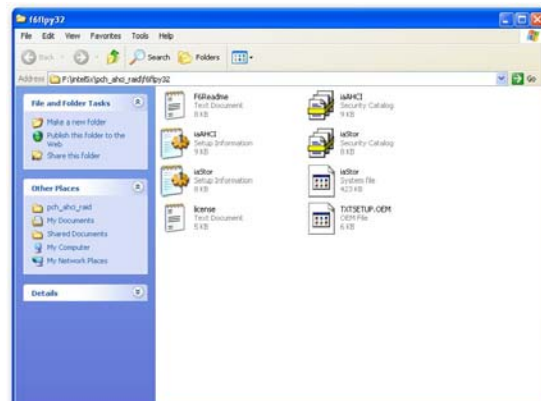 f6flpy32
File Edit View Favorites Tools Help
Back Search Folders
Address F:\Intel5x\pch_ahci_raid\f6flpy32 Go
File and Folder Tasks
Make a new folder
Publish this folder to the Web
Share this folder
Other Places
pch_ahci_raid
My Documents
Shared Documents
My Computer
My Network Places
Details
F6Readme
Text Document
8 KB
iaAHCI
Security Catalog
9 KB
iaAHCI
Setup Information
9 KB
iaStor
Security Catalog
8 KB
iaStor
Setup Information
8 KB
iaStor
System file
423 KB
license
Text Document
5 KB
TXTSETUP.OEM
OEM File
6 KB